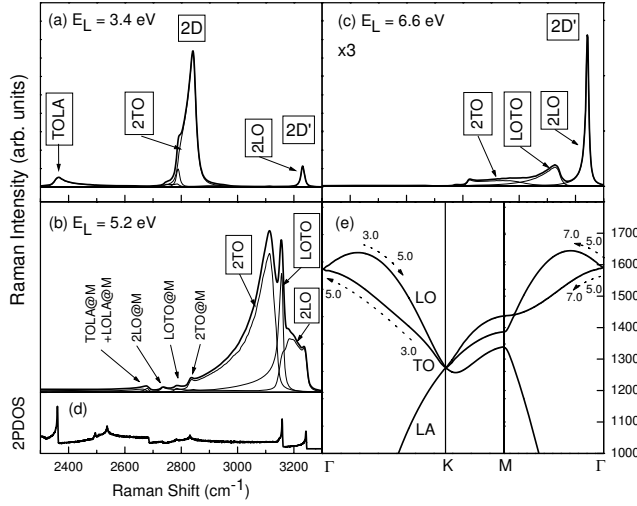 (a) E_L = 3.4 eV
2D
TOLA
2TO
2LO
2D'
(c) E_L = 6.6 eV
x3
2D'
2TO
LOTO
2LO
Raman Intensity (arb. units)
(b) E_L = 5.2 eV
TOLA@M
+LOLA@M
2LO@M
LOTO@M
2TO@M
2TO
LOTO
2LO
(d)
2PDOS
2400 2600 2800 3000 3200
Raman Shift (cm⁻¹)
(e)
3.0
5.0
5.0
3.0
7.0
5.0
7.0
5.0
LO
TO
LA
1700
1600
1500
1400
1300
1200
1100
1000
Γ K M Γ